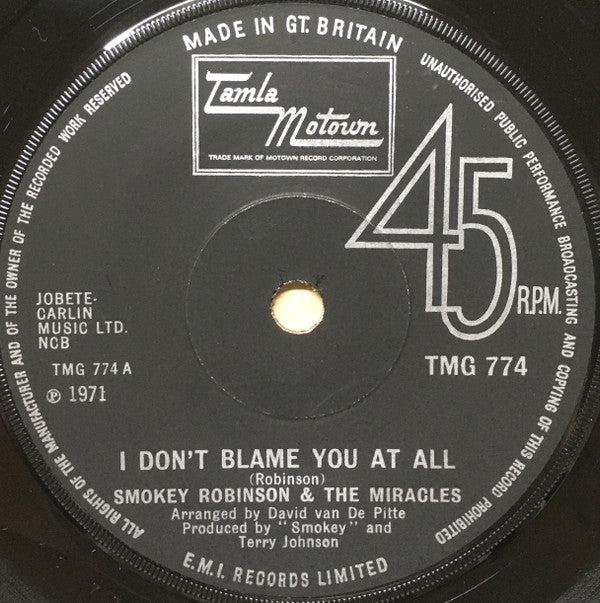 MADE IN GT. BRITAIN
UNAUTHORISED PUBLIC PERFORMANCE BROADCASTING AND COPYING OF THIS RECORD PROHIBITED
ALL RIGHTS OF THE MANUFACTURER AND OF THE OWNER OF THE RECORDED WORK RESERVED
Tamla
Motown
TRADE MARK OF MOTOWN RECORD CORPORATION
45
R.P.M.
JOBETE-
CARLIN
MUSIC LTD.
NCB
TMG 774 A
℗ 1971
TMG 774
I DON'T BLAME YOU AT ALL
(Robinson)
SMOKEY ROBINSON & THE MIRACLES
Arranged by David van De Pitte
Produced by "Smokey" and
Terry Johnson
E.M.I. RECORDS LIMITED